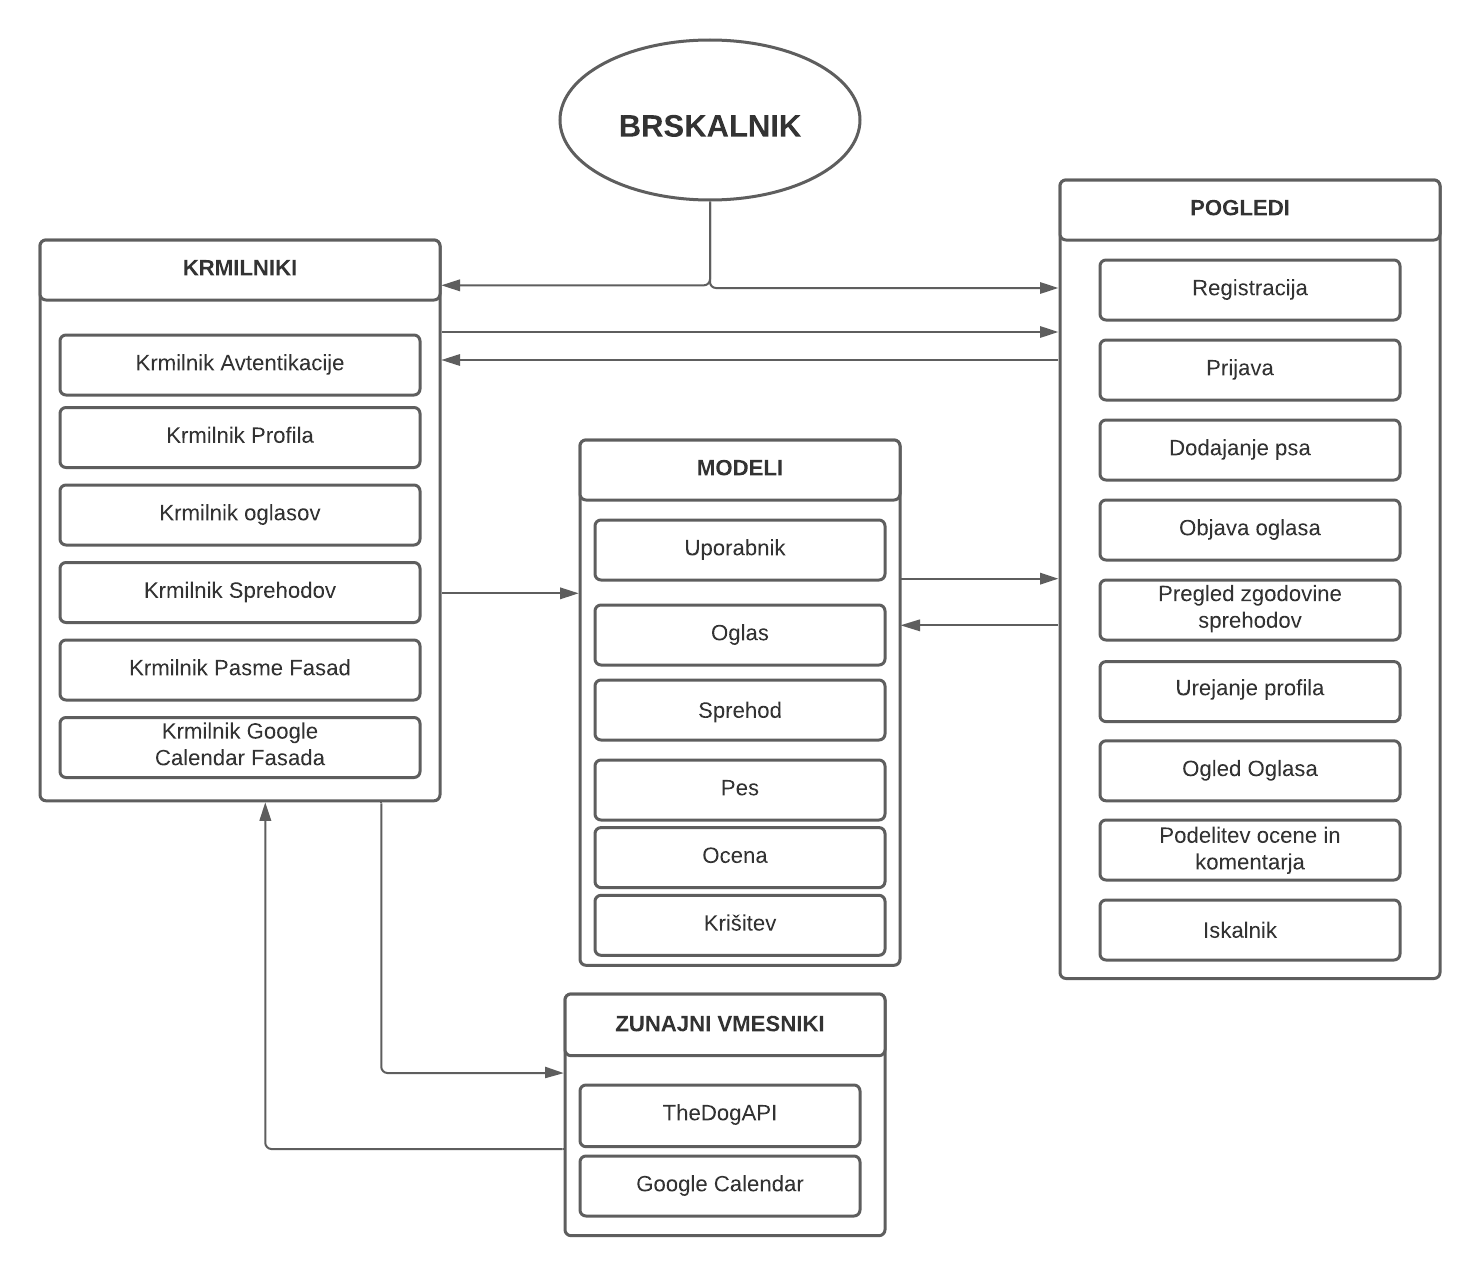 BRSKALNIK
KRMILNIKI
Krmilnik Avtentikacije
Krmilnik Profila
Krmilnik oglasov
Krmilnik Sprehodov
Krmilnik Pasme Fasad
Krmilnik Google
Calendar Fasada
MODELI
Uporabnik
Oglas
Sprehod
Pes
Ocena
Krišitev
ZUNAJNI VMESNIKI
TheDogAPI
Google Calendar
POGLEDI
Registracija
Prijava
Dodajanje psa
Objava oglasa
Pregled zgodovine
sprehodov
Urejanje profila
Ogled Oglasa
Podelitev ocene in
komentarja
Iskalnik